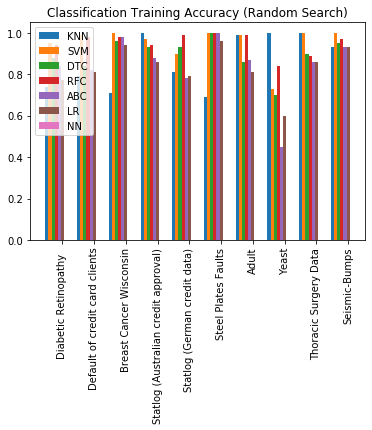 Classification Training Accuracy (Random Search)
1.0
0.8
0.6
0.4
0.2
0.0
KNN
SVM
DTC
RFC
ABC
LR
NN
Diabetic Retinopathy
Default of credit card clients
Breast Cancer Wisconsin
Statlog (Australian credit approval)
Statlog (German credit data)
Steel Plates Faults
Adult
Yeast
Thoracic Surgery Data
Seismic-Bumps